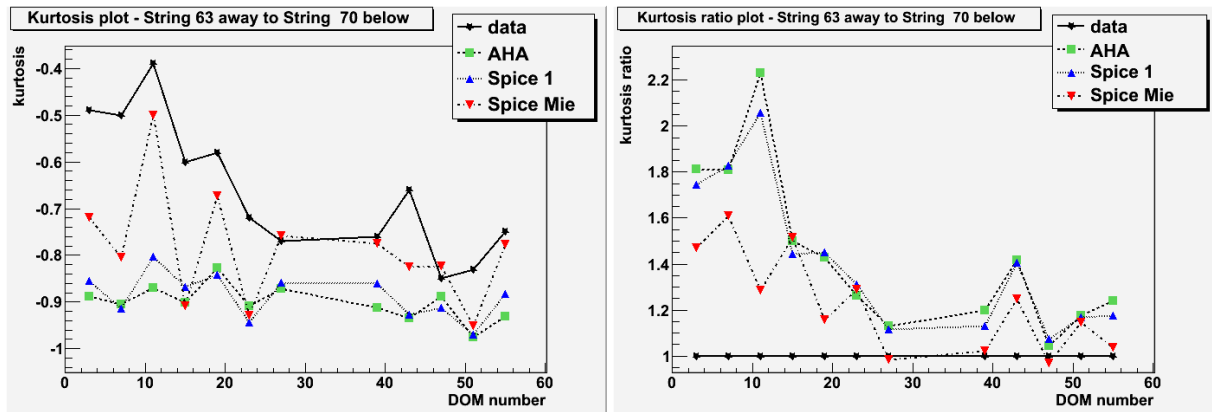 Kurtosis plot - String 63 away to String 70 below
data
AHA
Spice 1
Spice Mie
kurtosis
-0.4
-0.5
-0.6
-0.7
-0.8
-0.9
-1
0
10
20
30
40
50
60
DOM number
Kurtosis ratio plot - String 63 away to String 70 below
data
AHA
Spice 1
Spice Mie
kurtosis ratio
2.2
2
1.8
1.6
1.4
1.2
1
0
10
20
30
40
50
60
DOM number